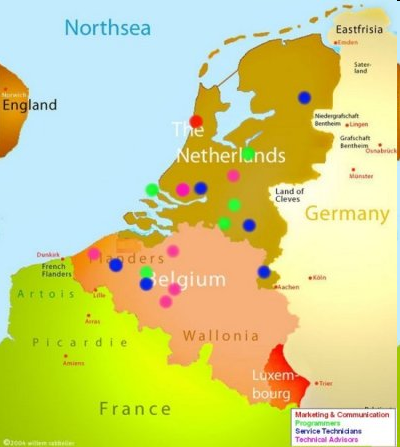 Northsea
Eastfrisia
Emden
Sater-
land
Norwich
England
Niedergrafschaft
Bentheim
Lingen
The
Netherlands
Grafschaft
Bentheim
Osnabrück
Münster
Land of
Cleves
Germany
Dunkirk
Flanders
French
Flanders
Belgium
Köln
Aachen
Artois
Lille
Arras
Wallonia
Picardie
Amiens
Luxem-
bourg
Trier
France
Marketing & Communication
Programmers
Service Technicians
Technical Advisors